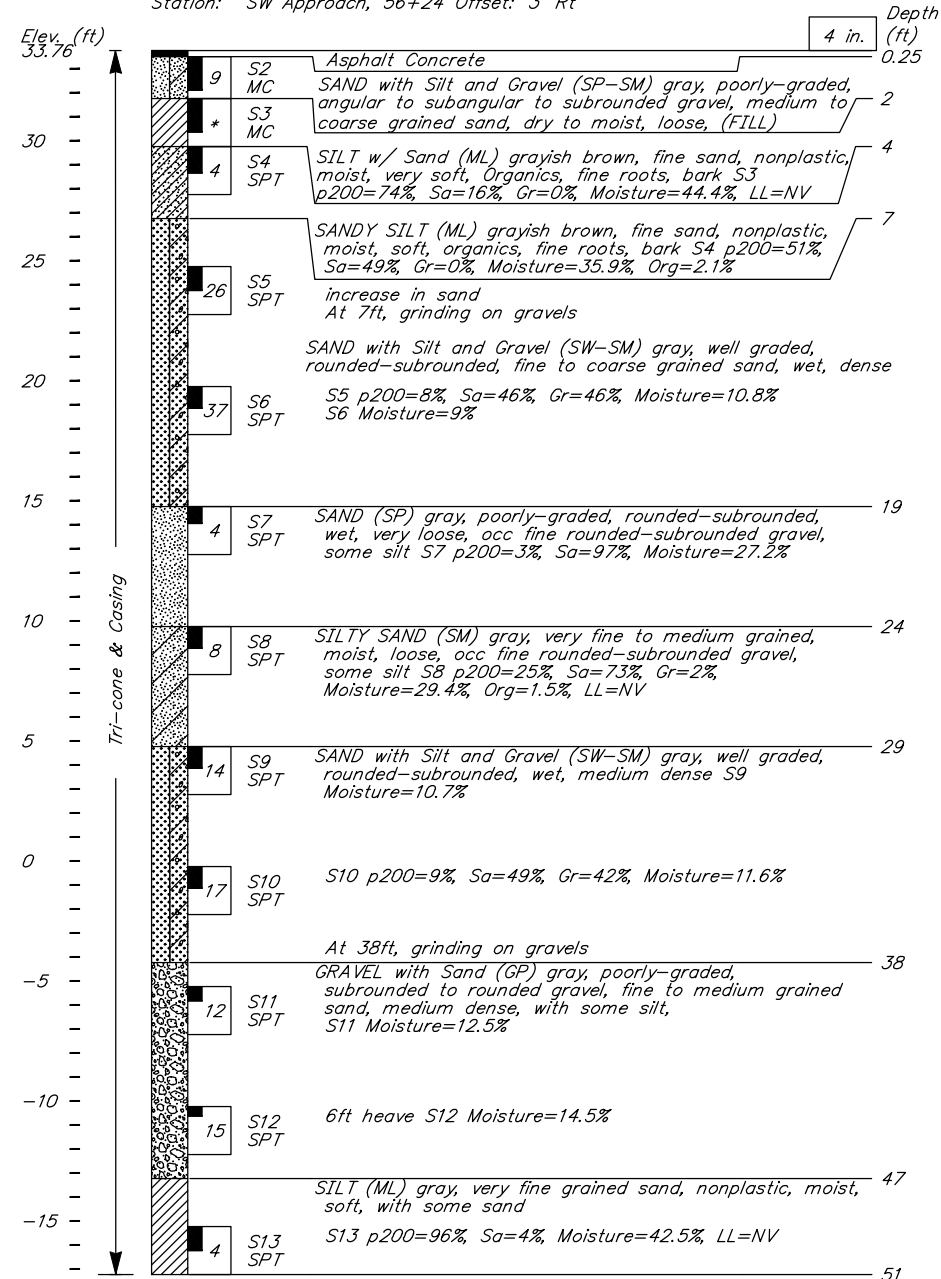 Station: SW Approach, 56+24 Offset: 3' Rt
Depth
Elev. (ft)
4 in.
(ft)
33.76
0.25
Asphalt Concrete
9
S2
MC
SAND with Silt and Gravel (SP-SM) gray, poorly-graded,
angular to subangular to subrounded gravel, medium to
coarse grained sand, dry to moist, loose, (FILL)
2
*
S3
MC
30
4
4
S4
SPT
SILT w/ Sand (ML) grayish brown, fine sand, nonplastic,
moist, very soft, Organics, fine roots, bark S3
p200=74%, Sa=16%, Gr=0%, Moisture=44.4%, LL=NV
7
SANDY SILT (ML) grayish brown, fine sand, nonplastic,
moist, soft, organics, fine roots, bark S4 p200=51%,
Sa=49%, Gr=0%, Moisture=35.9%, Org=2.1%
25
26
S5
SPT
increase in sand
At 7ft, grinding on gravels
SAND with Silt and Gravel (SW-SM) gray, well graded,
rounded-subrounded, fine to coarse grained sand, wet, dense
20
37
S6
SPT
S5 p200=8%, Sa=46%, Gr=46%, Moisture=10.8%
S6 Moisture=9%
15
19
4
S7
SPT
SAND (SP) gray, poorly-graded, rounded-subrounded,
wet, very loose, occ fine rounded-subrounded gravel,
some silt S7 p200=3%, Sa=97%, Moisture=27.2%
Tri-cone & Casing
10
24
8
S8
SPT
SILTY SAND (SM) gray, very fine to medium grained,
moist, loose, occ fine rounded-subrounded gravel,
some silt S8 p200=25%, Sa=73%, Gr=2%,
Moisture=29.4%, Org=1.5%, LL=NV
5
29
14
S9
SPT
SAND with Silt and Gravel (SW-SM) gray, well graded,
rounded-subrounded, wet, medium dense S9
Moisture=10.7%
0
17
S10
SPT
S10 p200=9%, Sa=49%, Gr=42%, Moisture=11.6%
At 38ft, grinding on gravels
38
-5
12
S11
SPT
GRAVEL with Sand (GP) gray, poorly-graded,
subrounded to rounded gravel, fine to medium grained
sand, medium dense, with some silt,
S11 Moisture=12.5%
-10
15
S12
SPT
6ft heave S12 Moisture=14.5%
47
SILT (ML) gray, very fine grained sand, nonplastic, moist,
soft, with some sand
-15
4
S13
SPT
S13 p200=96%, Sa=4%, Moisture=42.5%, LL=NV
51